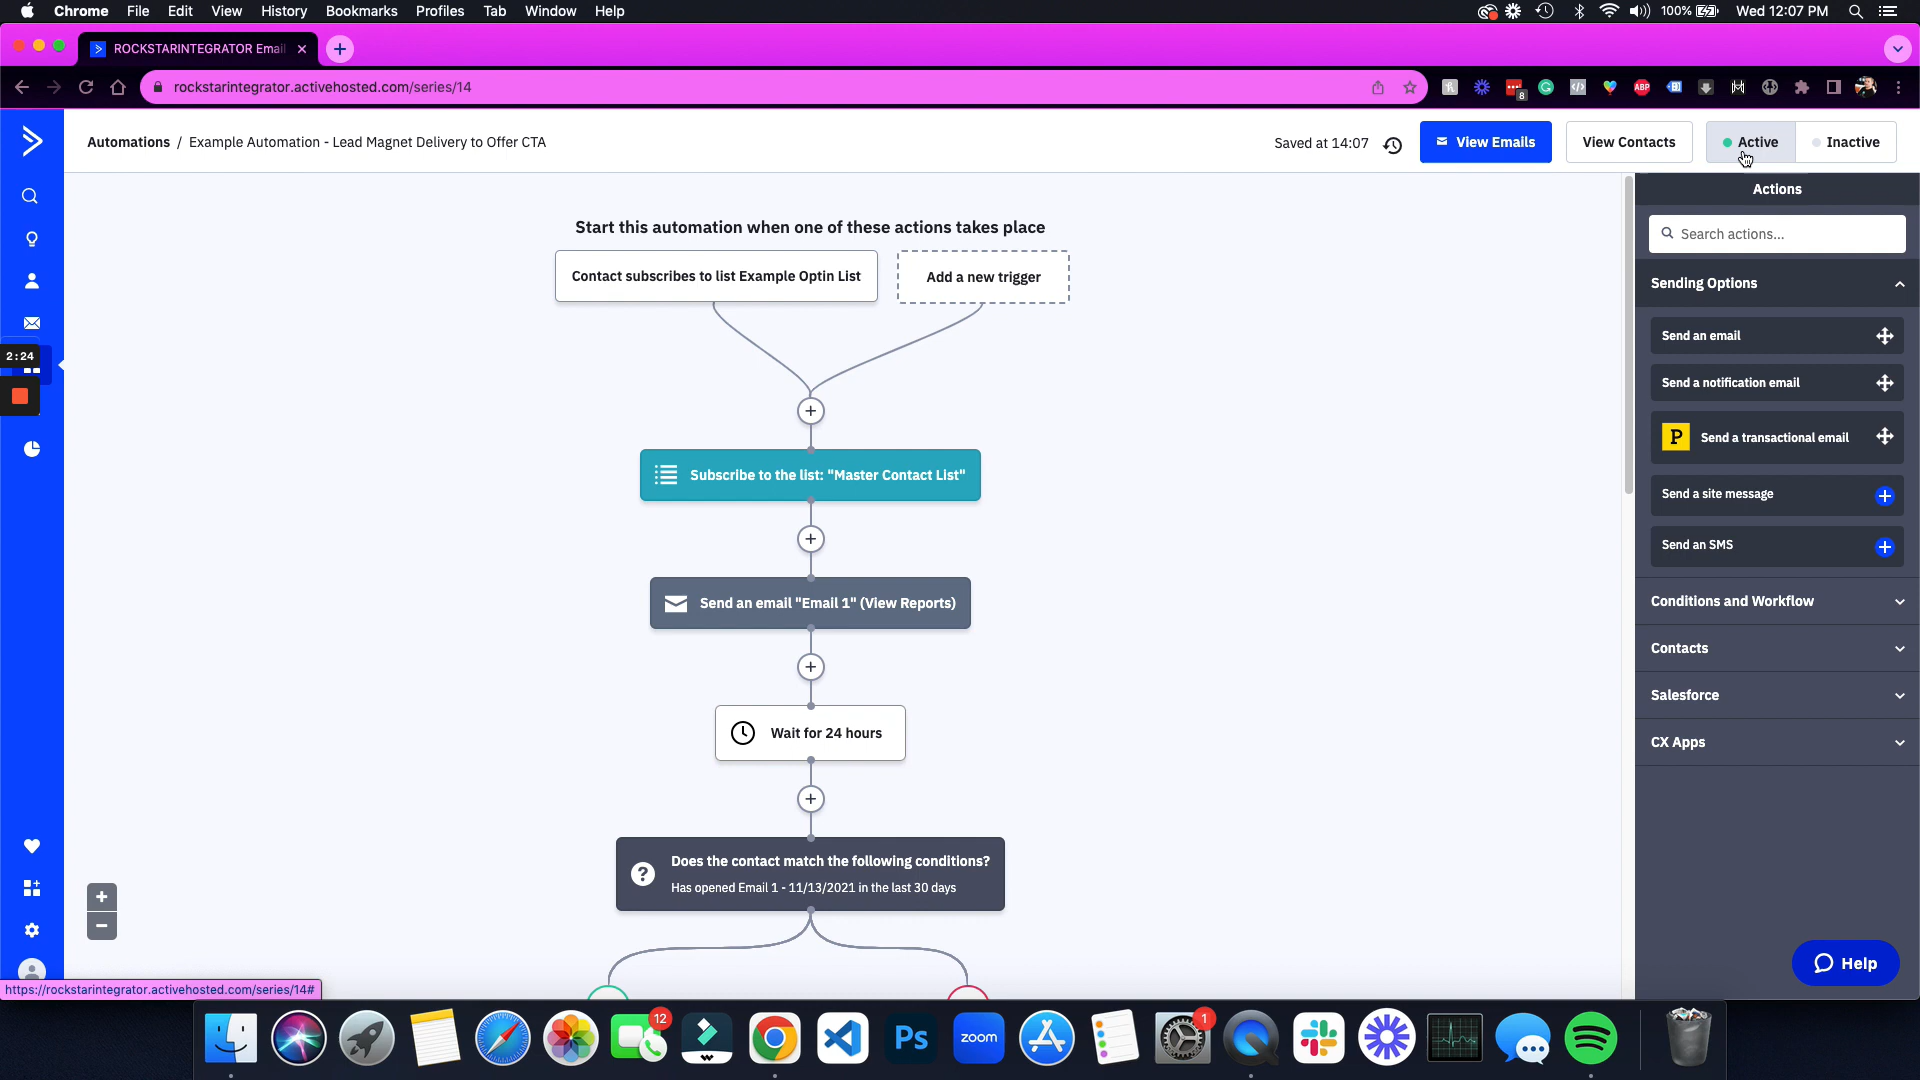 Chrome File Edit View History Bookmarks Profiles Tab Window Help
100% Wed 12:07 PM
ROCKSTARINTEGRATOR Email
rockstarintegrator.activehosted.com/series/14
8
ABP
Automations / Example Automation - Lead Magnet Delivery to Offer CTA
Saved at 14:07
View Emails
View Contacts
Active
Inactive
Actions
Search actions...
Sending Options
Send an email
Send a notification email
P Send a transactional email
Send a site message
Send an SMS
Conditions and Workflow
Contacts
Salesforce
CX Apps
Start this automation when one of these actions takes place
Contact subscribes to list Example Optin List
Add a new trigger
Subscribe to the list: "Master Contact List"
Send an email "Email 1" (View Reports)
Wait for 24 hours
Does the contact match the following conditions?
Has opened Email 1 - 11/13/2021 in the last 30 days
2:24
Help
https://rockstarintegrator.activehosted.com/series/14#
12
Ps
zoom
1